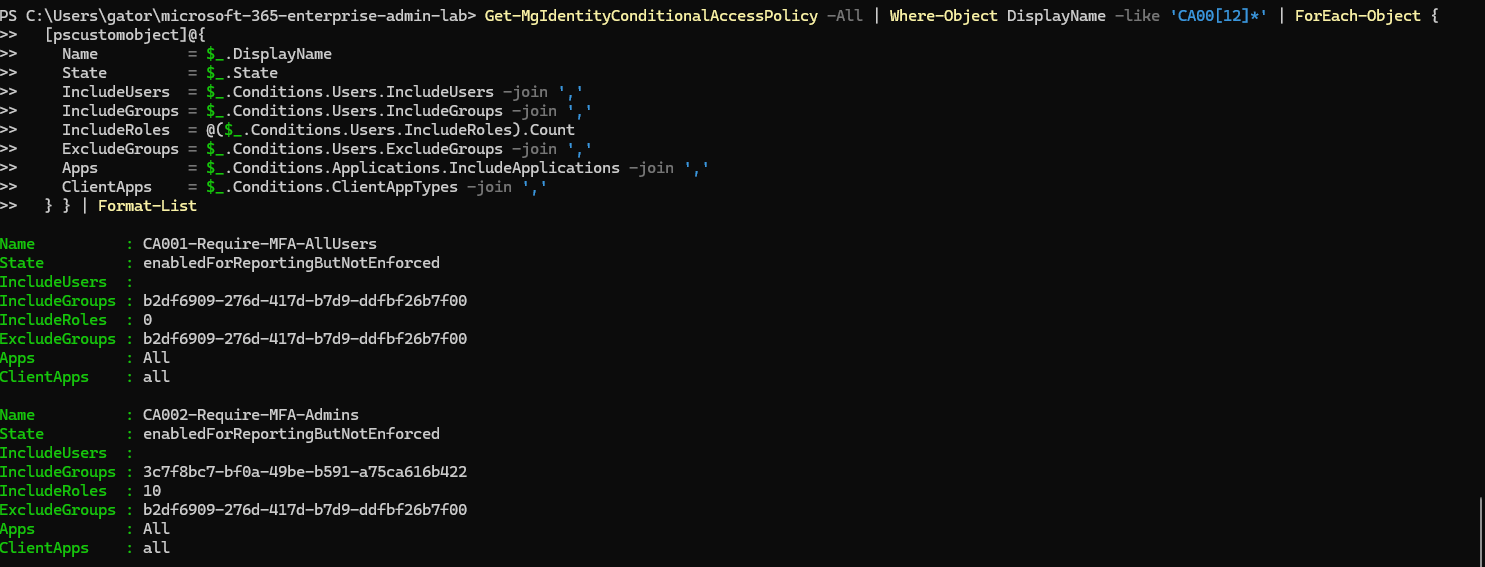 PS C:\Users\gator\microsoft-365-enterprise-admin-lab> Get-MgIdentityConditionalAccessPolicy -All | Where-Object DisplayName -like 'CA00[12]*' | ForEach-Object {
>>   [pscustomobject]@{
>>     Name          = $_.DisplayName
>>     State         = $_.State
>>     IncludeUsers  = $_.Conditions.Users.IncludeUsers -join ','
>>     IncludeGroups = $_.Conditions.Users.IncludeGroups -join ','
>>     IncludeRoles  = @($_.Conditions.Users.IncludeRoles).Count
>>     ExcludeGroups = $_.Conditions.Users.ExcludeGroups -join ','
>>     Apps          = $_.Conditions.Applications.IncludeApplications -join ','
>>     ClientApps    = $_.Conditions.ClientAppTypes -join ','
>>   } } | Format-List
Name          : CA001-Require-MFA-AllUsers
State         : enabledForReportingButNotEnforced
IncludeUsers  :
IncludeGroups : b2df6909-276d-417d-b7d9-ddfbf26b7f00
IncludeRoles  : 0
ExcludeGroups : b2df6909-276d-417d-b7d9-ddfbf26b7f00
Apps          : All
ClientApps    : all
Name          : CA002-Require-MFA-Admins
State         : enabledForReportingButNotEnforced
IncludeUsers  :
IncludeGroups : 3c7f8bc7-bf0a-49be-b591-a75ca616b422
IncludeRoles  : 10
ExcludeGroups : b2df6909-276d-417d-b7d9-ddfbf26b7f00
Apps          : All
ClientApps    : all